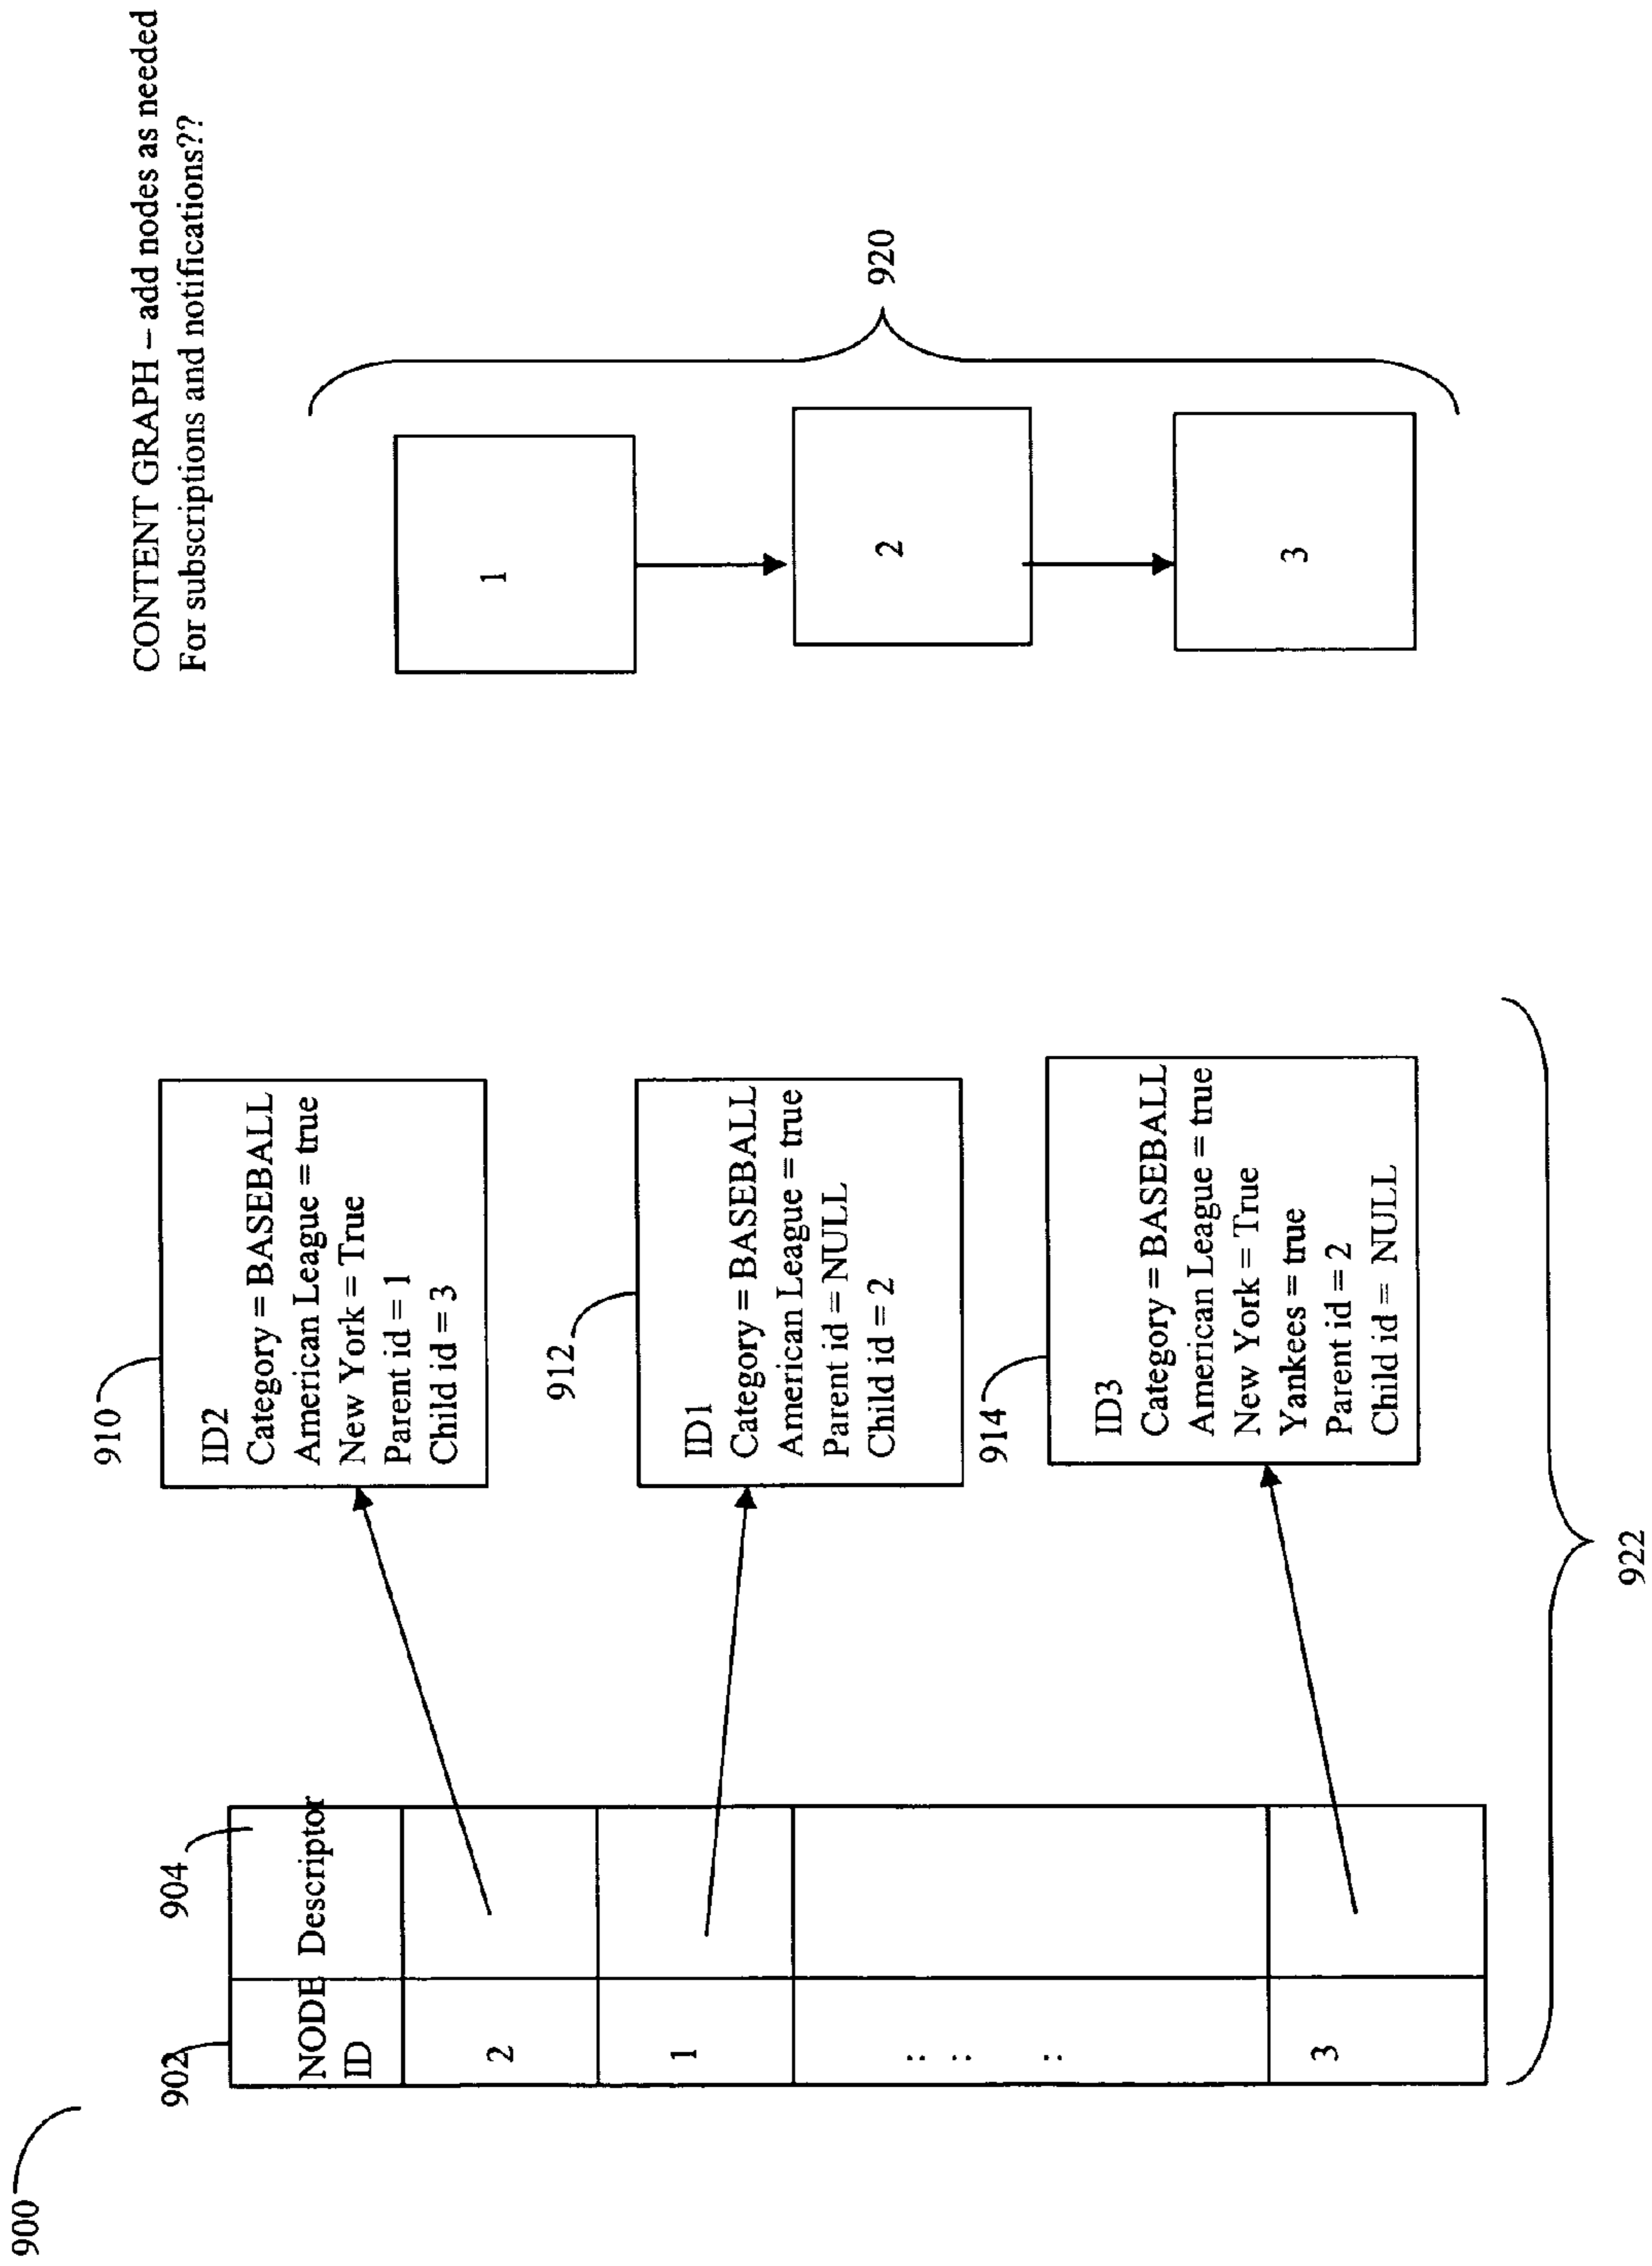 900
902
904
NODE
ID
Descriptor
2
1
:: :: ::
3
910
ID2
Category = BASEBALL
American League = true
New York = True
Parent id = 1
Child id = 3
912
ID1
Category = BASEBALL
American League = true
Parent id = NULL
Child id = 2
914
ID3
Category = BASEBALL
American League = true
New York = True
Yankees = true
Parent id = 2
Child id = NULL
922
CONTENT GRAPH – add nodes as needed
For subscriptions and notifications??
1
2
3
920